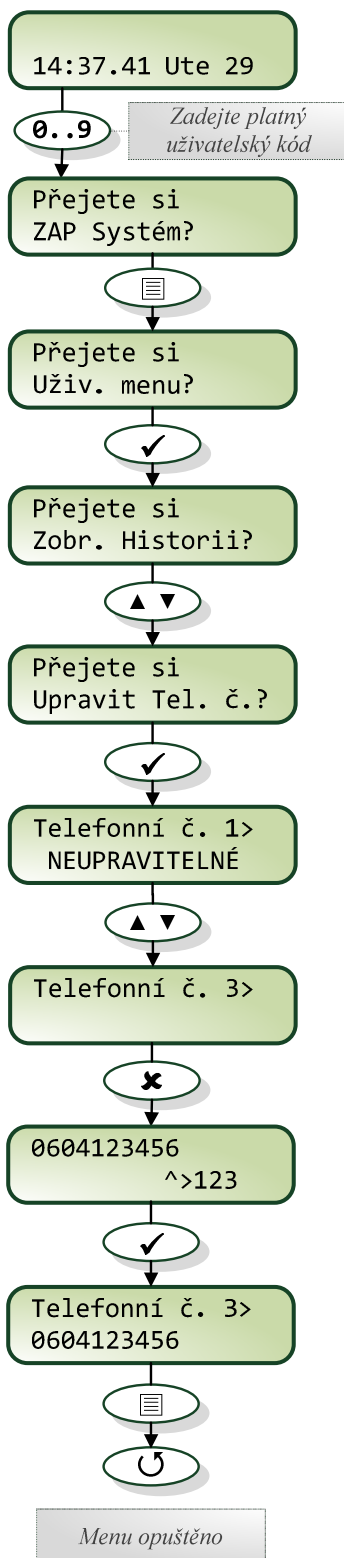 14:37.41 Ute 29
0..9
Zadejte platný
uživatelský kód
Přejete si
ZAP Systém?
Přejete si
Uživ. menu?
Přejete si
Zobr. Historii?
Přejete si
Upravit Tel. č.?
Telefonní č. 1>
NEUPRAVITELNÉ
Telefonní č. 3>
0604123456
^>123
Telefonní č. 3>
0604123456
Menu opuštěno